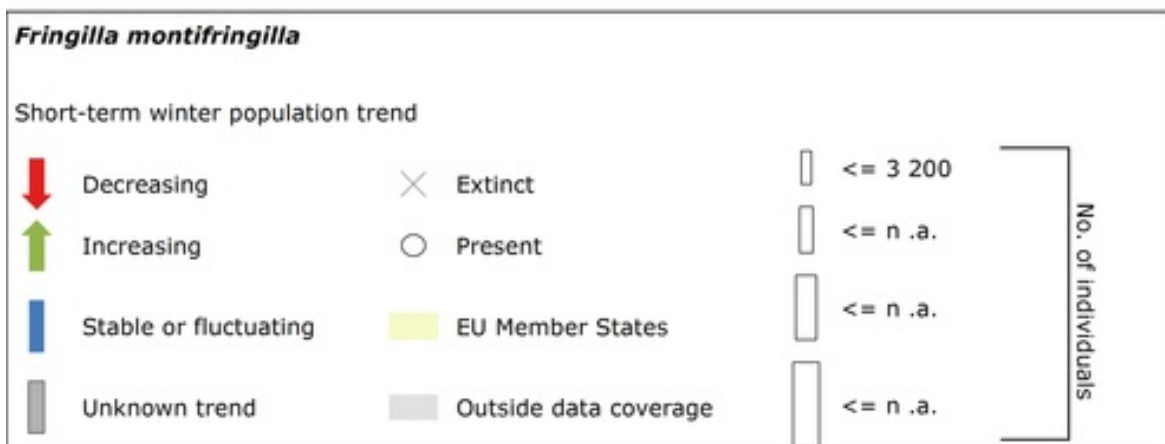 Fringilla montifringilla
Short-term winter population trend
Decreasing
Extinct
<= 3 200
Increasing
Present
<= n .a.
Stable or fluctuating
EU Member States
<= n .a.
Unknown trend
Outside data coverage
<= n .a.
No. of individuals